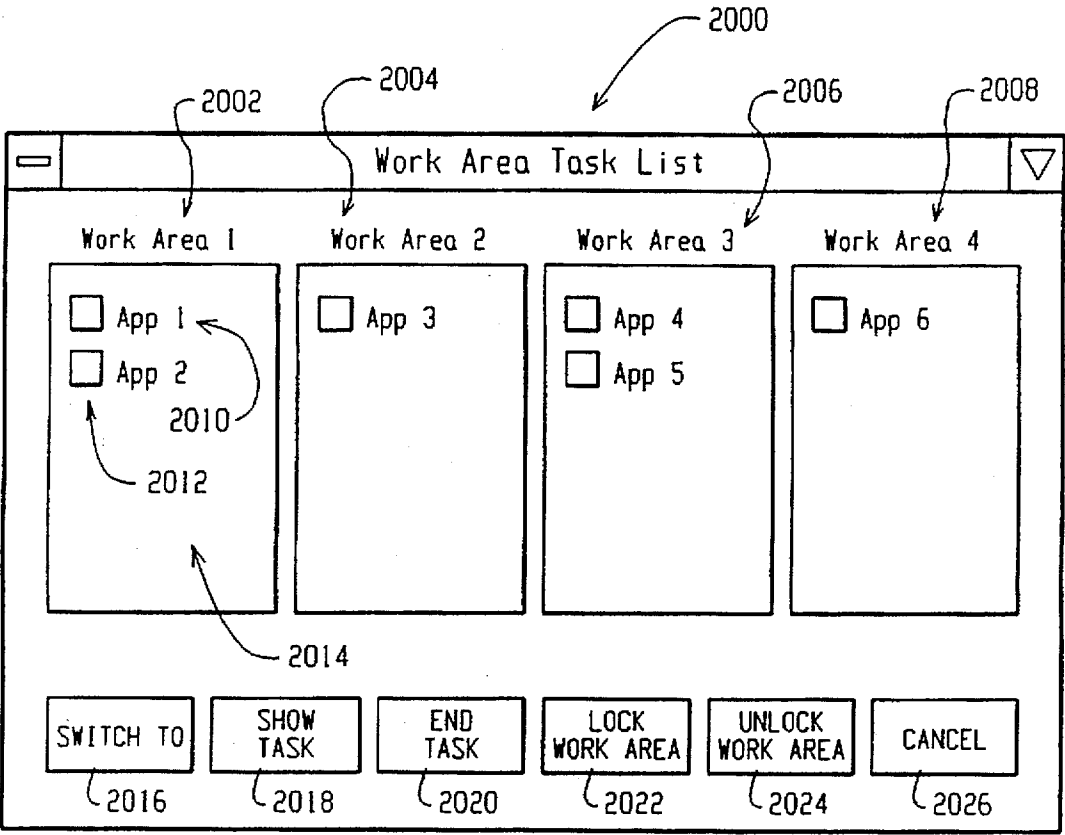 2000
2002
2004
2006
2008
Work Area Task List
Work Area 1
Work Area 2
Work Area 3
Work Area 4
App 1
App 2
2010
2012
2014
App 3
App 4
App 5
App 6
SWITCH TO
SHOW
TASK
END
TASK
LOCK
WORK AREA
UNLOCK
WORK AREA
CANCEL
2016
2018
2020
2022
2024
2026